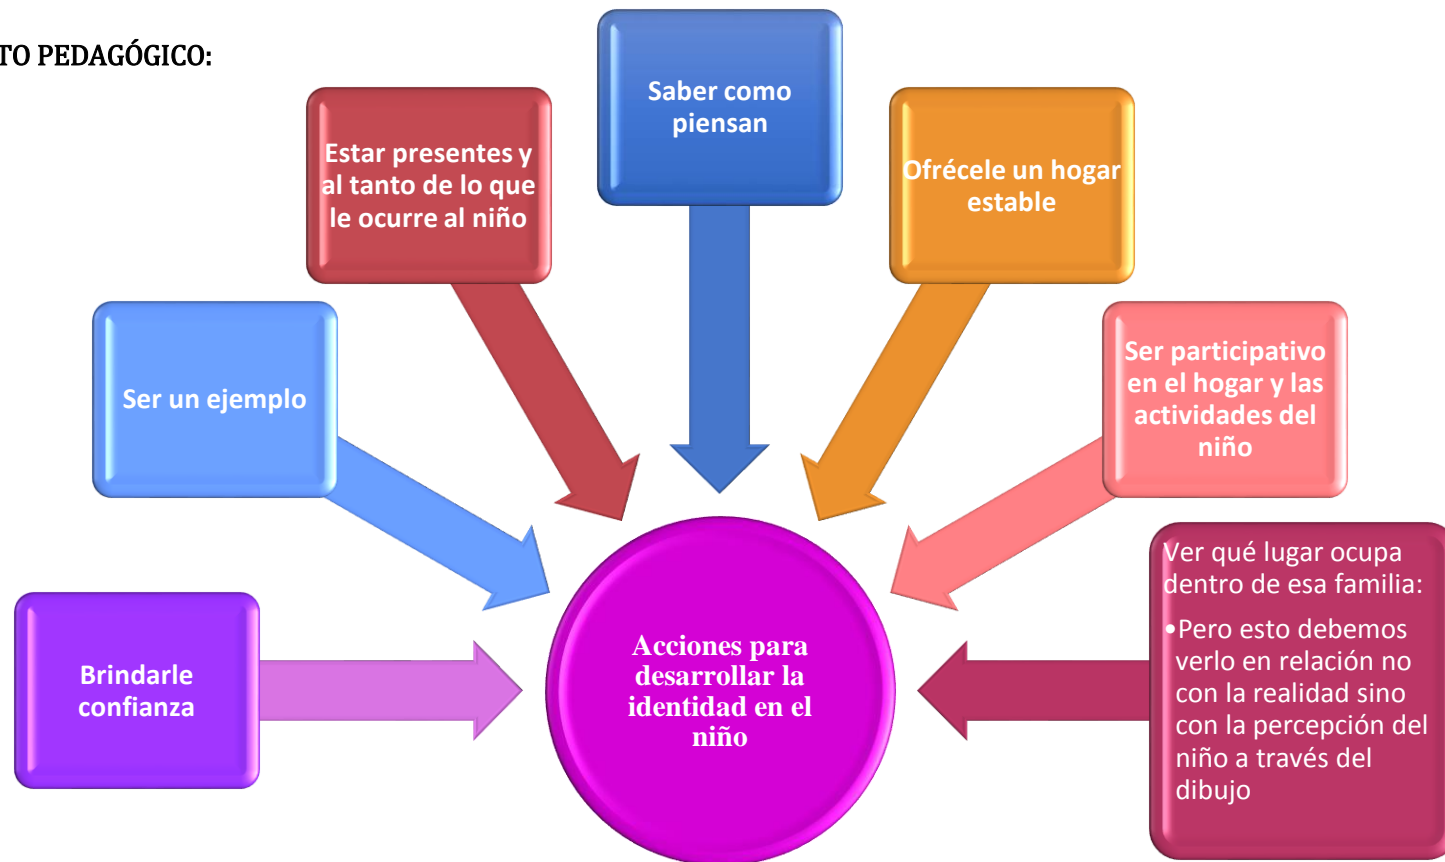 TO PEDAGÓGICO:
Saber como
piensan
Estar presentes y
al tanto de lo que
le ocurre al niño
Ofrécele un hogar
estable
Ser un ejemplo
Ser participativo
en el hogar y las
actividades del
niño
Brindarle
confianza
Acciones para
desarrollar la
identidad en el
niño
Ver qué lugar ocupa
dentro de esa familia:
•Pero esto debemos
verlo en relación no
con la realidad sino
con la percepción del
niño a través del
dibujo